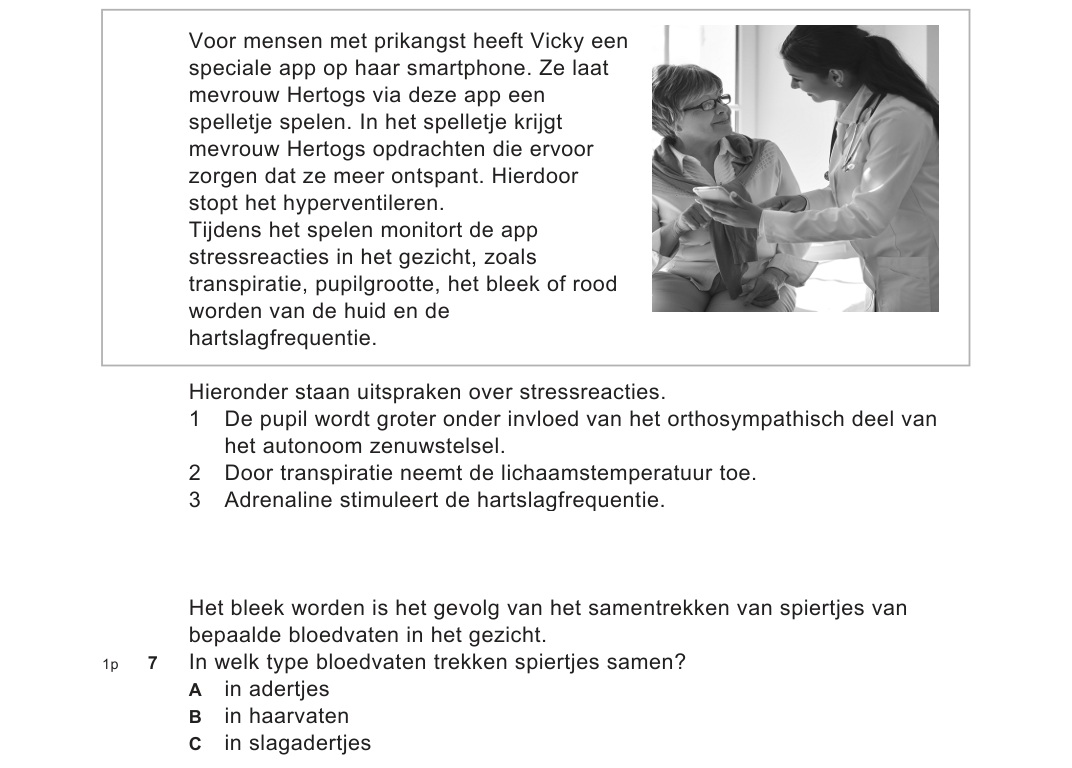 Voor mensen met prikangst heeft Vicky een
speciale app op haar smartphone. Ze laat
mevrouw Hertogs via deze app een
spelletje spelen. In het spelletje krijgt
mevrouw Hertogs opdrachten die ervoor
zorgen dat ze meer ontspant. Hierdoor
stopt het hyperventileren.
Tijdens het spelen monitort de app
stressreacties in het gezicht, zoals
transpiratie, pupilgrootte, het bleek of rood
worden van de huid en de
hartslagfrequentie.
Hieronder staan uitspraken over stressreacties.
1 De pupil wordt groter onder invloed van het orthosympathisch deel van
het autonoom zenuwstelsel.
2 Door transpiratie neemt de lichaamstemperatuur toe.
3 Adrenaline stimuleert de hartslagfrequentie.
Het bleek worden is het gevolg van het samentrekken van spiertjes van
bepaalde bloedvaten in het gezicht.
1p 7 In welk type bloedvaten trekken spiertjes samen?
A in adertjes
B in haarvaten
C in slagadertjes